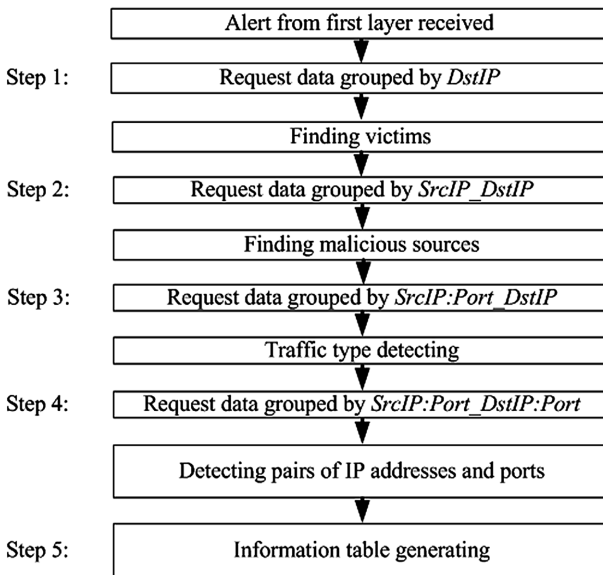 Alert from first layer received
Step 1: Request data grouped by DstIP
Finding victims
Step 2: Request data grouped by SrcIP_DstIP
Finding malicious sources
Step 3: Request data grouped by SrcIP:Port_DstIP
Traffic type detecting
Step 4: Request data grouped by SrcIP:Port_DstIP:Port
Detecting pairs of IP addresses and ports
Step 5: Information table generating